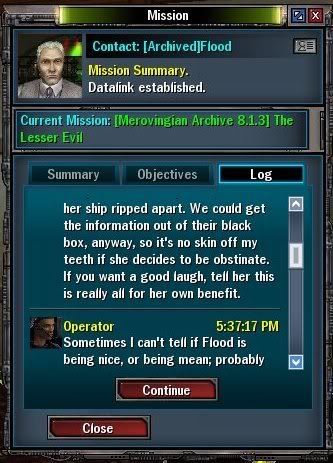 Mission
Contact: [Archived]Flood
Mission Summary.
Datalink established.
Current Mission: [Merovingian Archive 8.1.3] The
Lesser Evil
Summary
Objectives
Log
her ship ripped apart. We could get
the information out of their black
box, anyway, so it's no skin off my
teeth if she decides to be obstinate.
If you want a good laugh, tell her this
is really all for her own benefit.
Operator 5:37:17 PM
Sometimes I can't tell if Flood is
being nice, or being mean; probably
Continue
Close